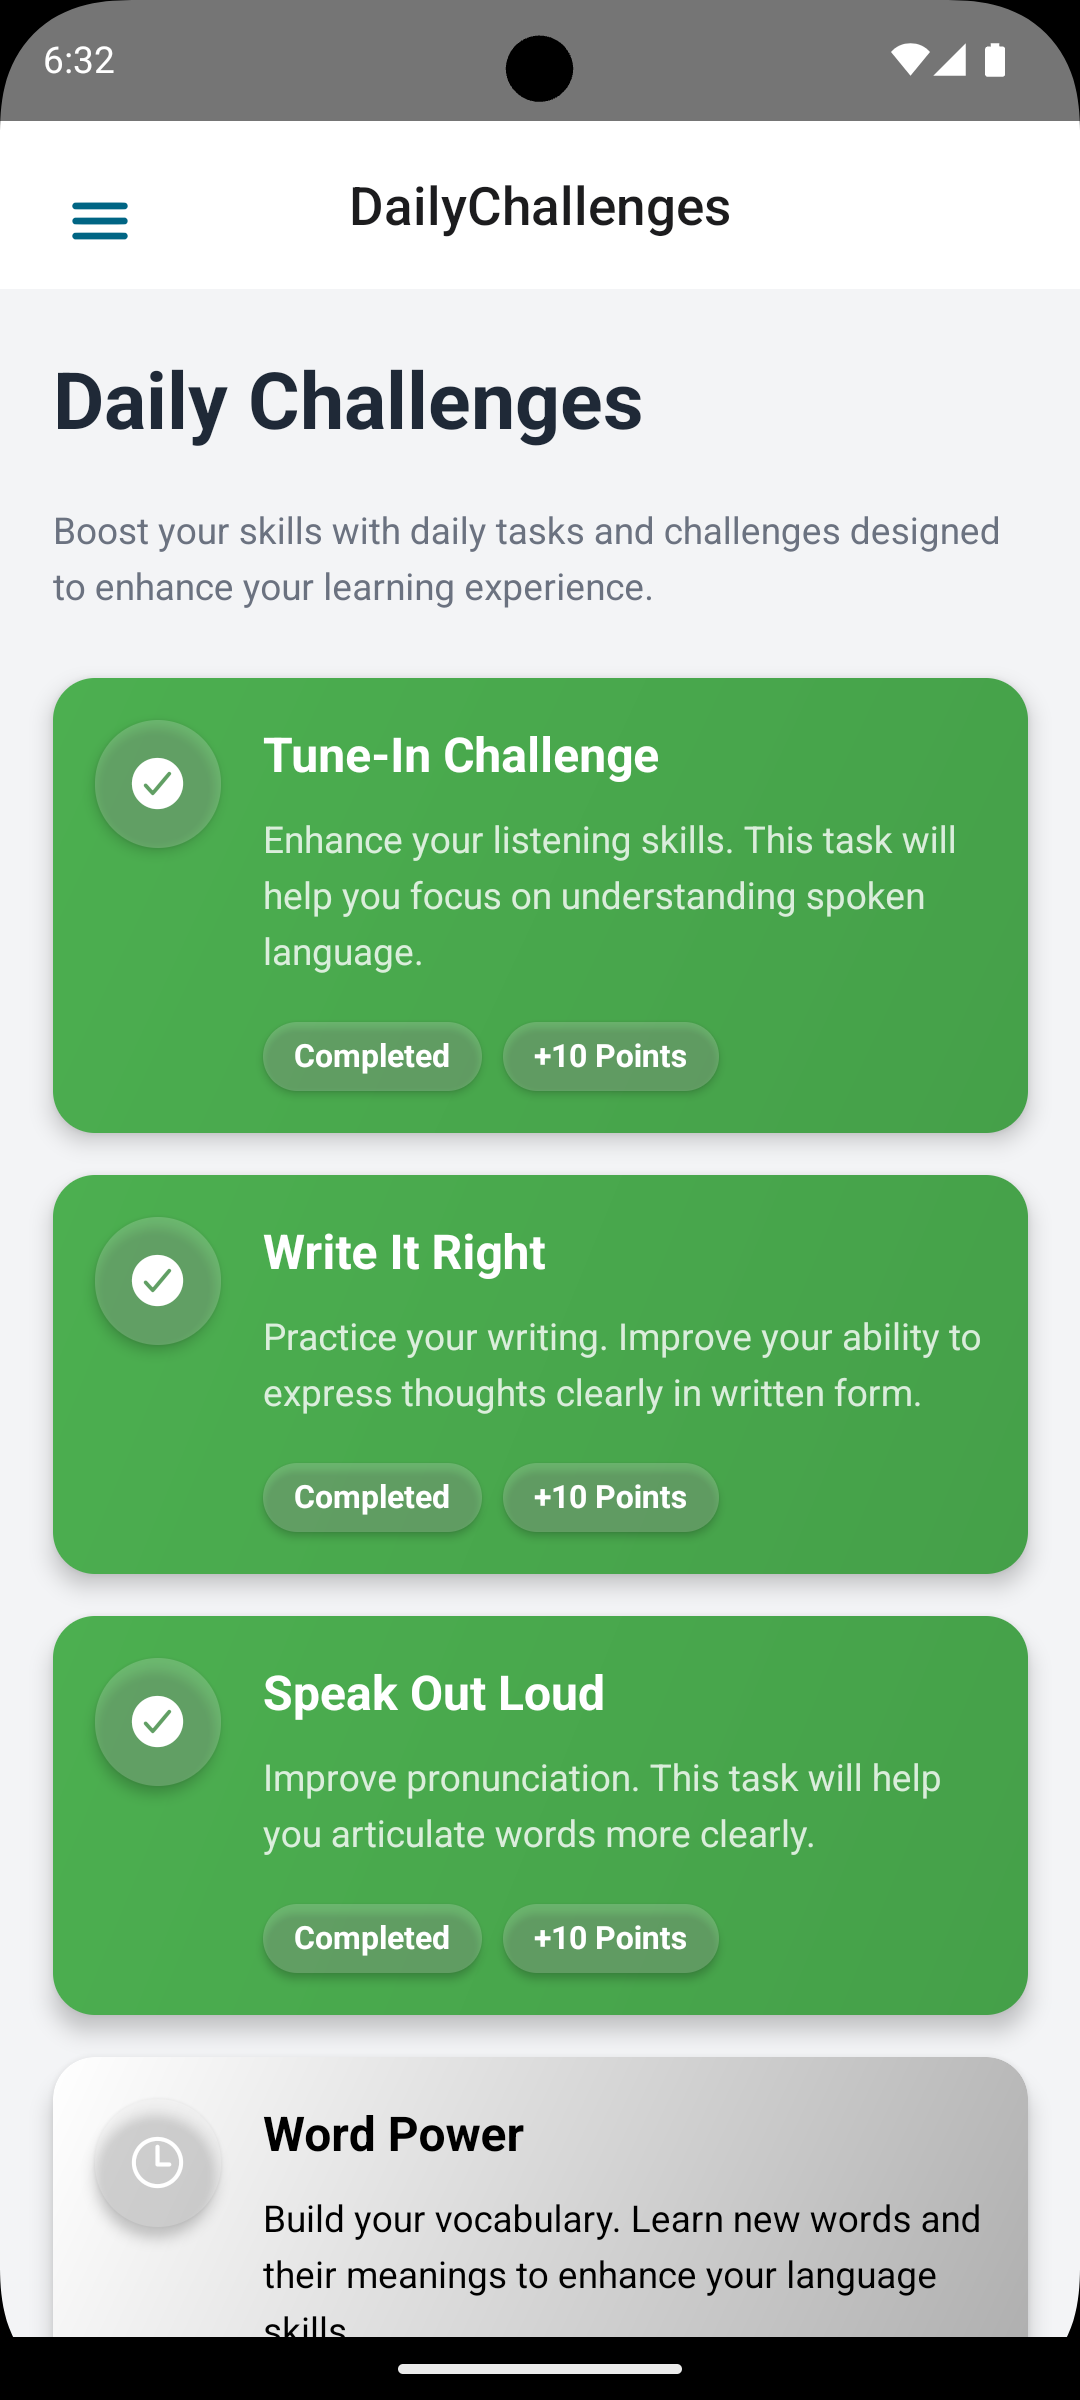 6:32
DailyChallenges
Daily Challenges
Boost your skills with daily tasks and challenges designed
to enhance your learning experience.
Tune-In Challenge
Enhance your listening skills. This task will
help you focus on understanding spoken
language.
Completed
+10 Points
Write It Right
Practice your writing. Improve your ability to
express thoughts clearly in written form.
Completed
+10 Points
Speak Out Loud
Improve pronunciation. This task will help
you articulate words more clearly.
Completed
+10 Points
Word Power
Build your vocabulary. Learn new words and
their meanings to enhance your language
skills.